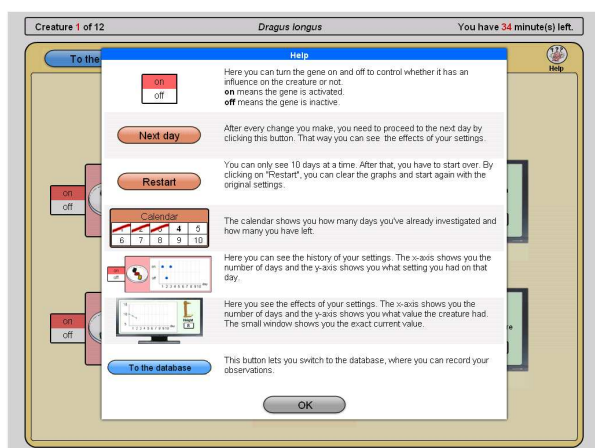 Creature 1 of 12
Dragus longus
You have 34 minute(s) left.
To the
Help
???
Help
on
off
Here you can turn the gene on and off to control whether it has an
influence on the creature or not.
on means the gene is activated.
off means the gene is inactive.
Next day
After every change you make, you need to proceed to the next day by
clicking this button. That way you can see the effects of your settings.
Restart
You can only see 10 days at a time. After that, you have to start over. By
clicking on "Restart", you can clear the graphs and start again with the
original settings.
Calendar
1 2 3 4 5
6 7 8 9 10
The calendar shows you how many days you've already investigated and
how many you have left.
Here you can see the history of your settings. The x-axis shows you the
number of days and the y-axis shows you what setting you had on that
day.
Here you see the effects of your settings. The x-axis shows you the
number of days and the y-axis shows you what value the creature had.
The small window shows you the exact current value.
To the database
This button lets you switch to the database, where you can record your
observations.
OK
on
off
on
off